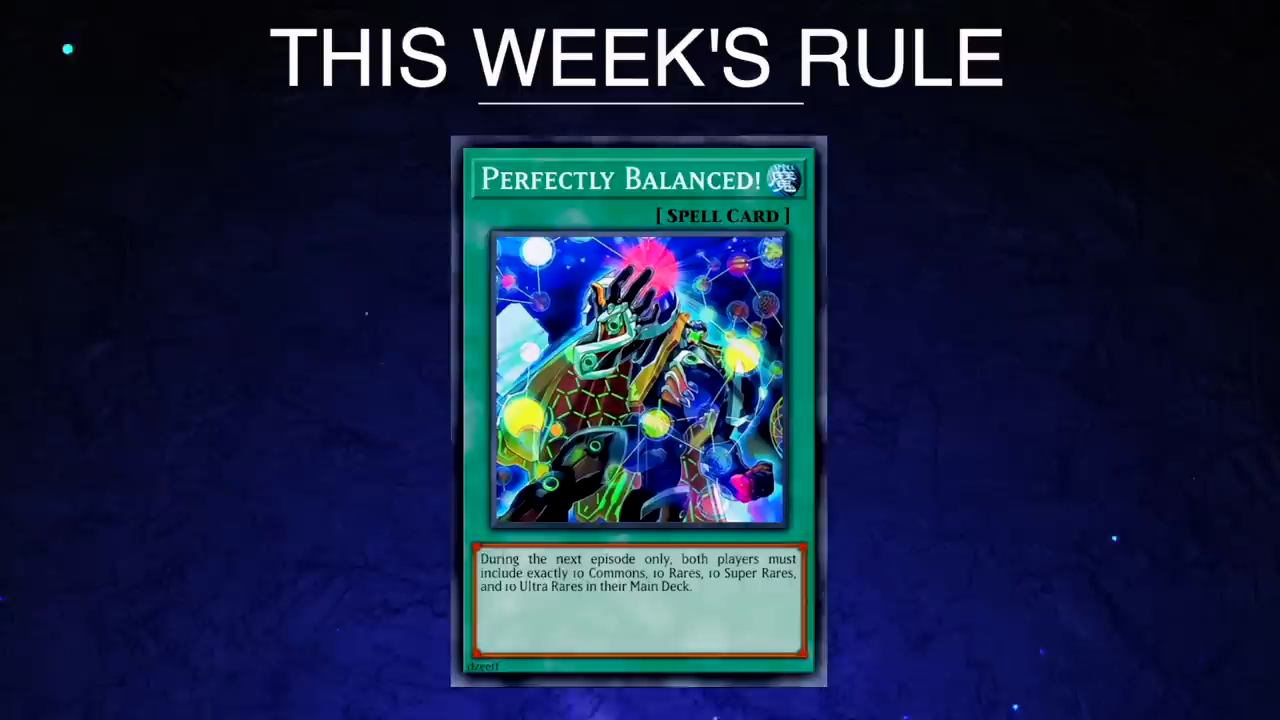 THIS WEEK'S RULE
PERFECTLY BALANCED!
[ SPELL CARD ]
During the next episode only, both players must
include exactly 10 Commons, 10 Rares, 10 Super Rares,
and 10 Ultra Rares in their Main Deck.